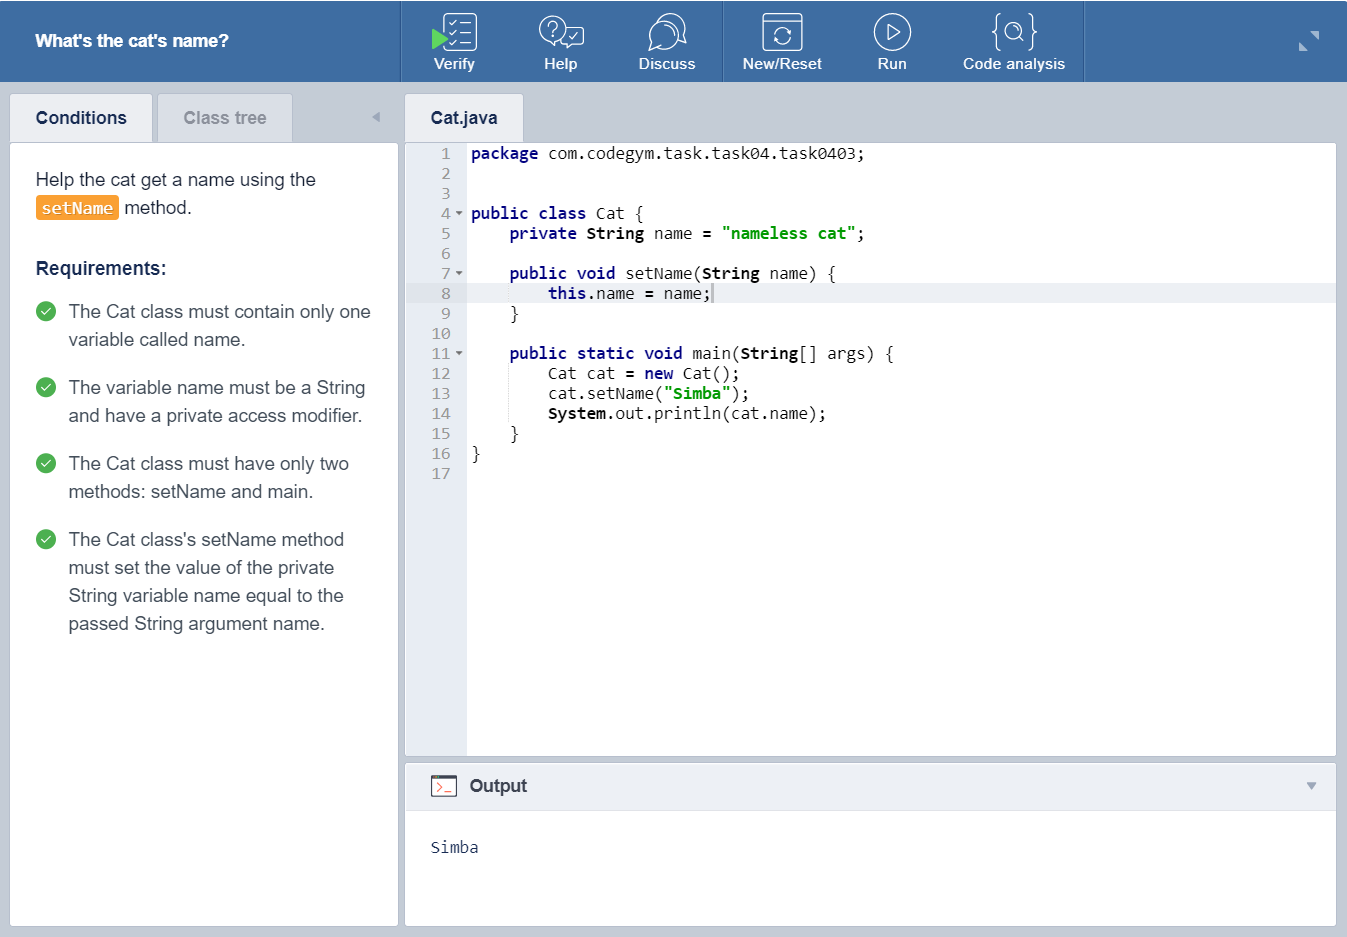 What's the cat's name?
Verify
Help
Discuss
New/Reset
Run
Code analysis
Conditions
Class tree
Help the cat get a name using the
setName method.
Requirements:
The Cat class must contain only one
variable called name.
The variable name must be a String
and have a private access modifier.
The Cat class must have only two
methods: setName and main.
The Cat class's setName method
must set the value of the private
String variable name equal to the
passed String argument name.
Cat.java
1 package com.codegym.task.task04.task0403;
2
3
4 public class Cat {
5     private String name = "nameless cat";
6
7     public void setName(String name) {
8         this.name = name;
9     }
10
11     public static void main(String[] args) {
12         Cat cat = new Cat();
13         cat.setName("Simba");
14         System.out.println(cat.name);
15     }
16 }
17
Output
Simba